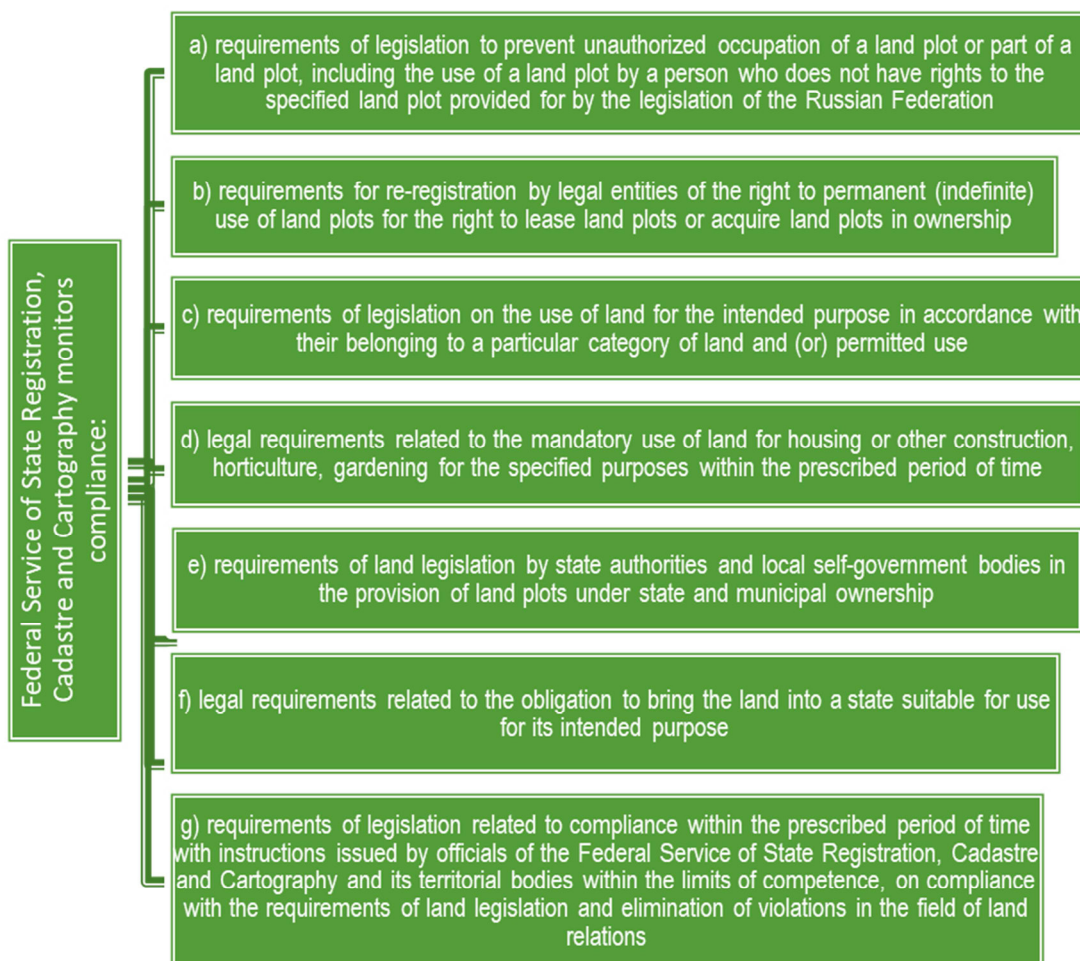 Federal Service of State Registration,
Cadastre and Cartography monitors
compliance:
a) requirements of legislation to prevent unauthorized occupation of a land plot or part of a
land plot, including the use of a land plot by a person who does not have rights to the
specified land plot provided for by the legislation of the Russian Federation
b) requirements for re-registration by legal entities of the right to permanent (indefinite)
use of land plots for the right to lease land plots or acquire land plots in ownership
c) requirements of legislation on the use of land for the intended purpose in accordance with
their belonging to a particular category of land and (or) permitted use
d) legal requirements related to the mandatory use of land for housing or other construction,
horticulture, gardening for the specified purposes within the prescribed period of time
e) requirements of land legislation by state authorities and local self-government bodies in
the provision of land plots under state and municipal ownership
f) legal requirements related to the obligation to bring the land into a state suitable for use
for its intended purpose
g) requirements of legislation related to compliance within the prescribed period of time
with instructions issued by officials of the Federal Service of State Registration, Cadastre
and Cartography and its territorial bodies within the limits of competence, on compliance
with the requirements of land legislation and elimination of violations in the field of land
relations